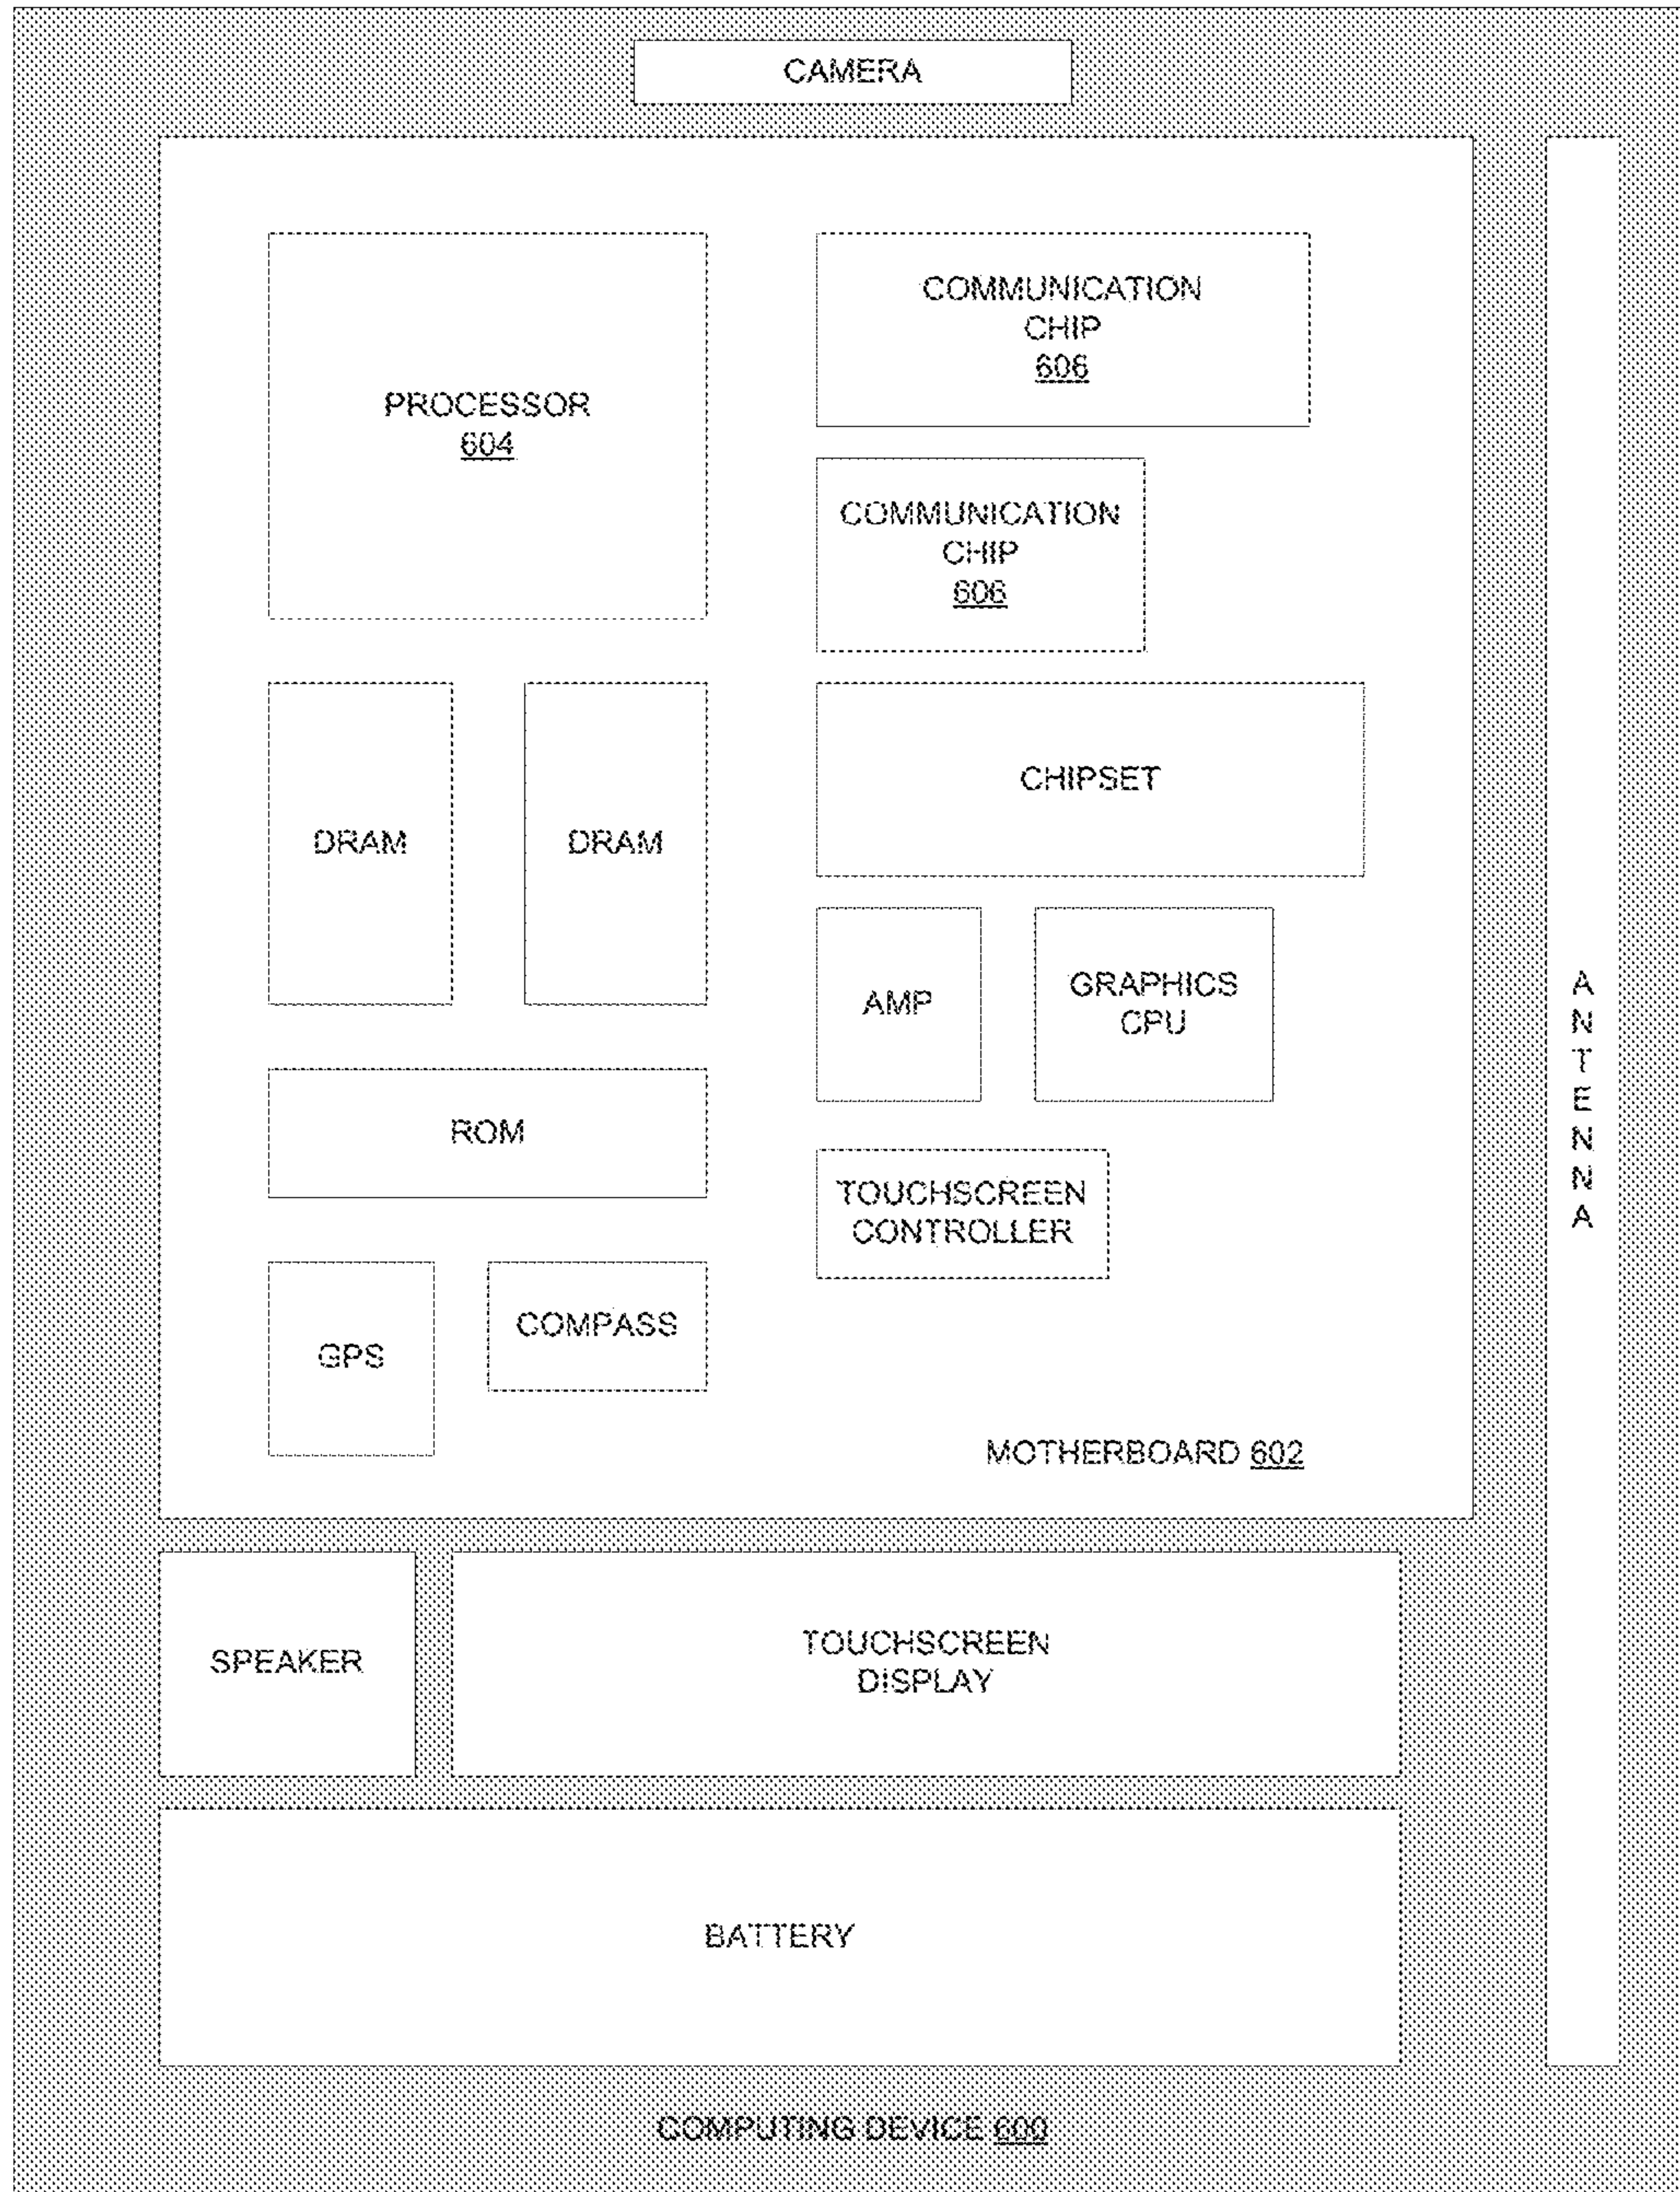 CAMERA
PROCESSOR
604
COMMUNICATION
CHIP
606
COMMUNICATION
CHIP
606
DRAM
DRAM
CHIPSET
AMP
GRAPHICS
CPU
ROM
TOUCHSCREEN
CONTROLLER
GPS
COMPASS
MOTHERBOARD 602
ANTENNA
SPEAKER
TOUCHSCREEN
DISPLAY
BATTERY
COMPUTING DEVICE 600